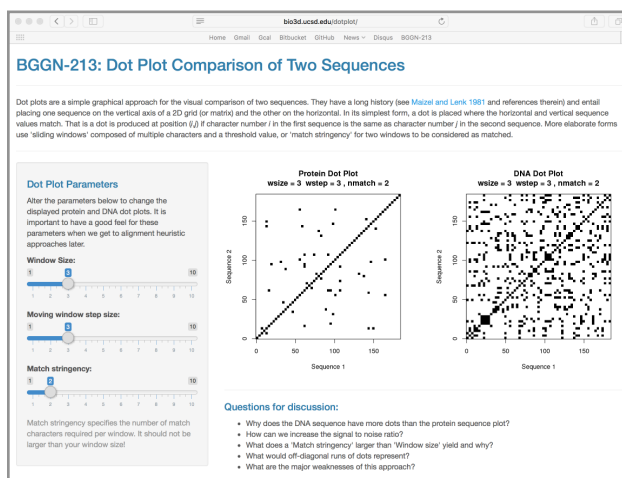 bio3d.ucsd.edu/dotplot/
Home Gmail Gcal Bitbucket GitHub News Disqus BGGN-213
BGGN-213: Dot Plot Comparison of Two Sequences
Dot plots are a simple graphical approach for the visual comparison of two sequences. They have a long history (see Maizel and Lenk 1981 and references therein) and entail
placing one sequence on the vertical axis of a 2D grid (or matrix) and the other on the horizontal. In its simplest form, a dot is placed where the horizontal and vertical sequence
values match. That is a dot is produced at position (i,j) if character number i in the first sequence is the same as character number j in the second sequence. More elaborate forms
use 'sliding windows' composed of multiple characters and a threshold value, or 'match stringency' for two windows to be considered as matched.
Dot Plot Parameters
Alter the parameters below to change the
displayed protein and DNA dot plots. It is
important to have a good feel for these
parameters when we get to alignment heuristic
approaches later.
Window Size:
1 3 10
1 2 3 4 5 6 7 8 9 10
Moving window step size:
1 3 10
1 2 3 4 5 6 7 8 9 10
Match stringency:
1 2 10
1 2 3 4 5 6 7 8 9 10
Match stringency specifies the number of match
characters required per window. It should not be
larger than your window size!
Protein Dot Plot
wsize = 3 wstep = 3 , nmatch = 2
Sequence 2
0 50 100 150
0 50 100 150
Sequence 1
DNA Dot Plot
wsize = 3 wstep = 3 , nmatch = 2
Sequence 2
0 50 100 150
0 50 100 150
Sequence 1
Questions for discussion:
• Why does the DNA sequence have more dots than the protein sequence plot?
• How can we increase the signal to noise ratio?
• What does a 'Match stringency' larger than 'Window size' yield and why?
• What would off-diagonal runs of dots represent?
• What are the major weaknesses of this approach?